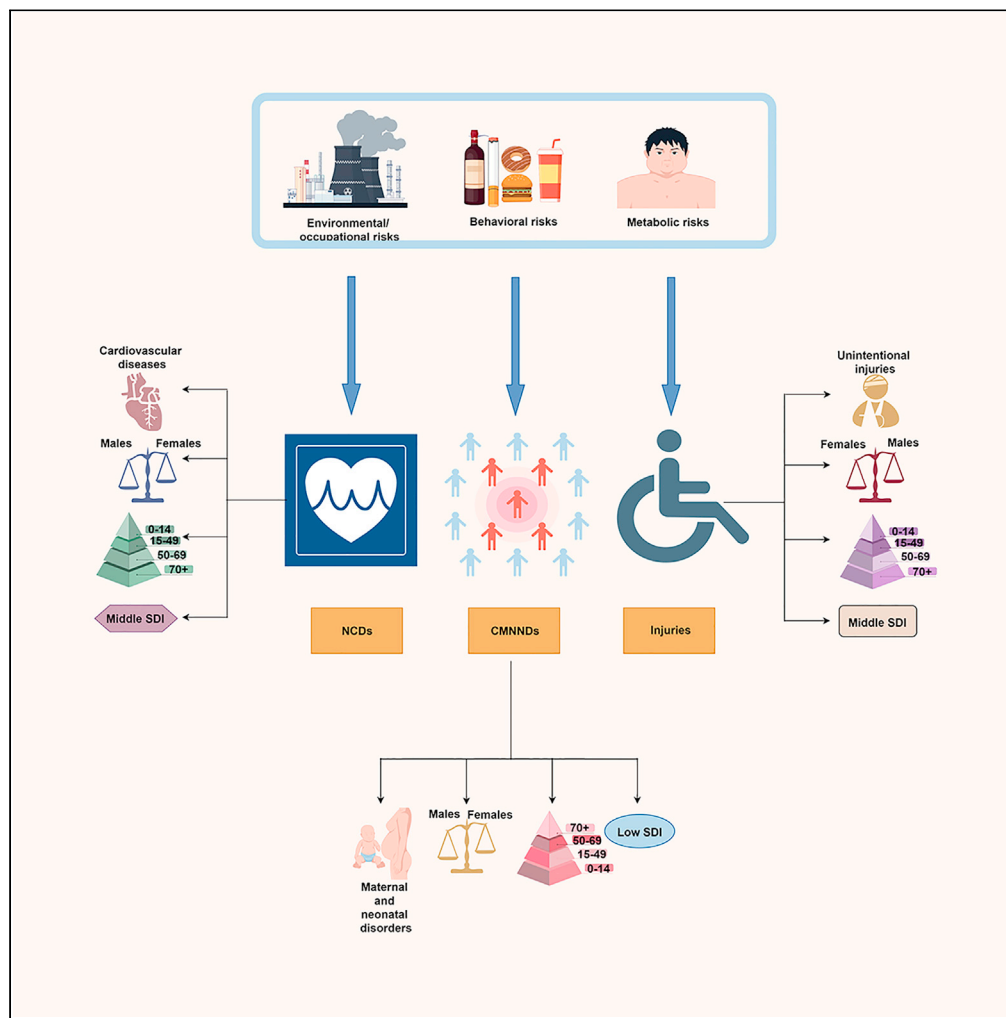 Environmental/
occupational risks
Behavioral risks
Metabolic risks
Cardiovascular
diseases
Males Females
0-14
15-49
50-69
70+
Middle SDI
Unintentional
injuries
Females Males
0-14
15-49
50-69
70+
Middle SDI
NCDs
CMNNDs
Injuries
Maternal
and
neonatal
disorders
Males Females
70+
50-69
15-49
0-14
Low SDI